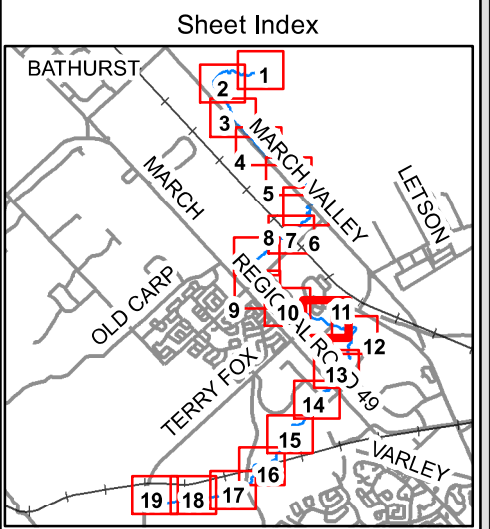 Sheet Index
BATHURST
1
2
3
MARCH VALLEY
4
MARCH
5
LETSON
8
7
6
REGIONAL ROAD 49
OLD CARP
9
10
11
12
TERRY FOX
13
14
15
VARLEY
16
19
18
17